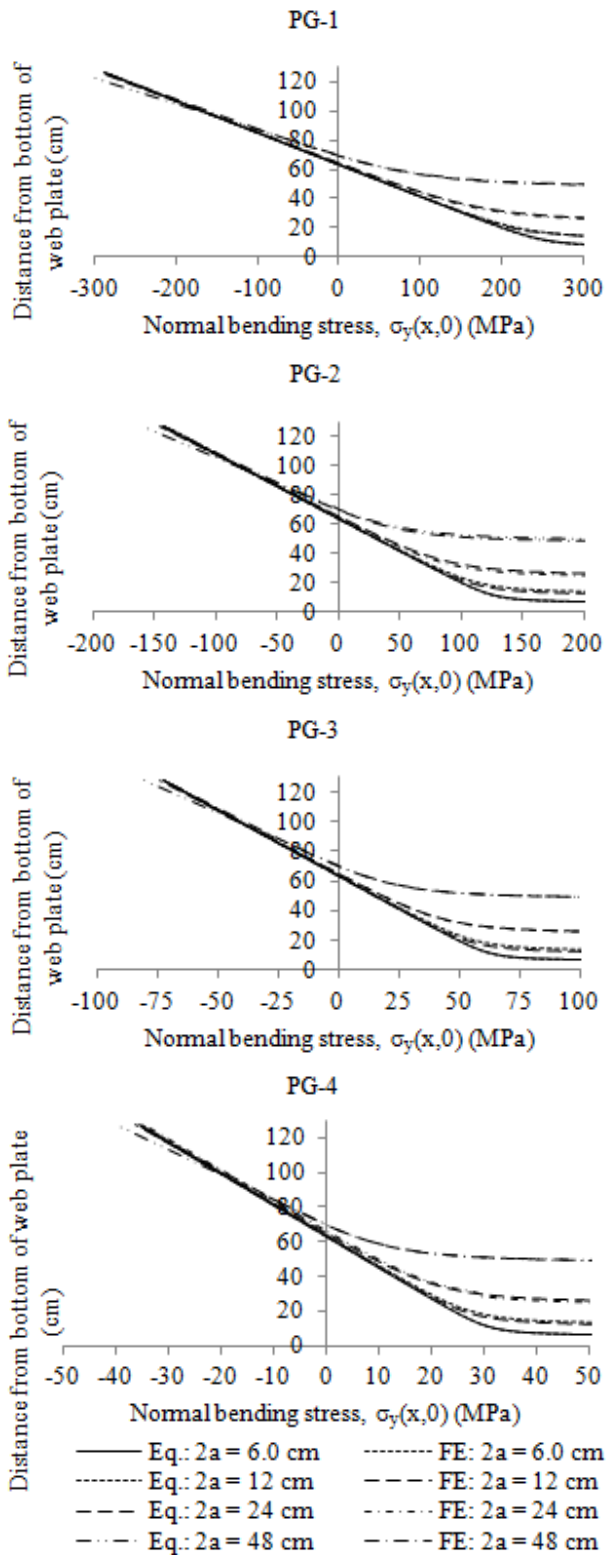 PG-1
Distance from bottom of
web plate (cm)
120
100
80
60
40
20
0
-300 -200 -100 0 100 200 300
Normal bending stress, σy(x,0) (MPa)
PG-2
Distance from bottom of
web plate (cm)
120
100
80
60
40
20
0
-200 -150 -100 -50 0 50 100 150 200
Normal bending stress, σy(x,0) (MPa)
PG-3
Distance from bottom of
web plate (cm)
120
100
80
60
40
20
0
-100 -75 -50 -25 0 25 50 75 100
Normal bending stress, σy(x,0) (MPa)
PG-4
Distance from bottom of web plate
(cm)
120
100
80
60
40
20
0
-50 -40 -30 -20 -10 0 10 20 30 40 50
Normal bending stress, σy(x,0) (MPa)
Eq.: 2a = 6.0 cm FE: 2a = 6.0 cm
Eq.: 2a = 12 cm FE: 2a = 12 cm
Eq.: 2a = 24 cm FE: 2a = 24 cm
Eq.: 2a = 48 cm FE: 2a = 48 cm